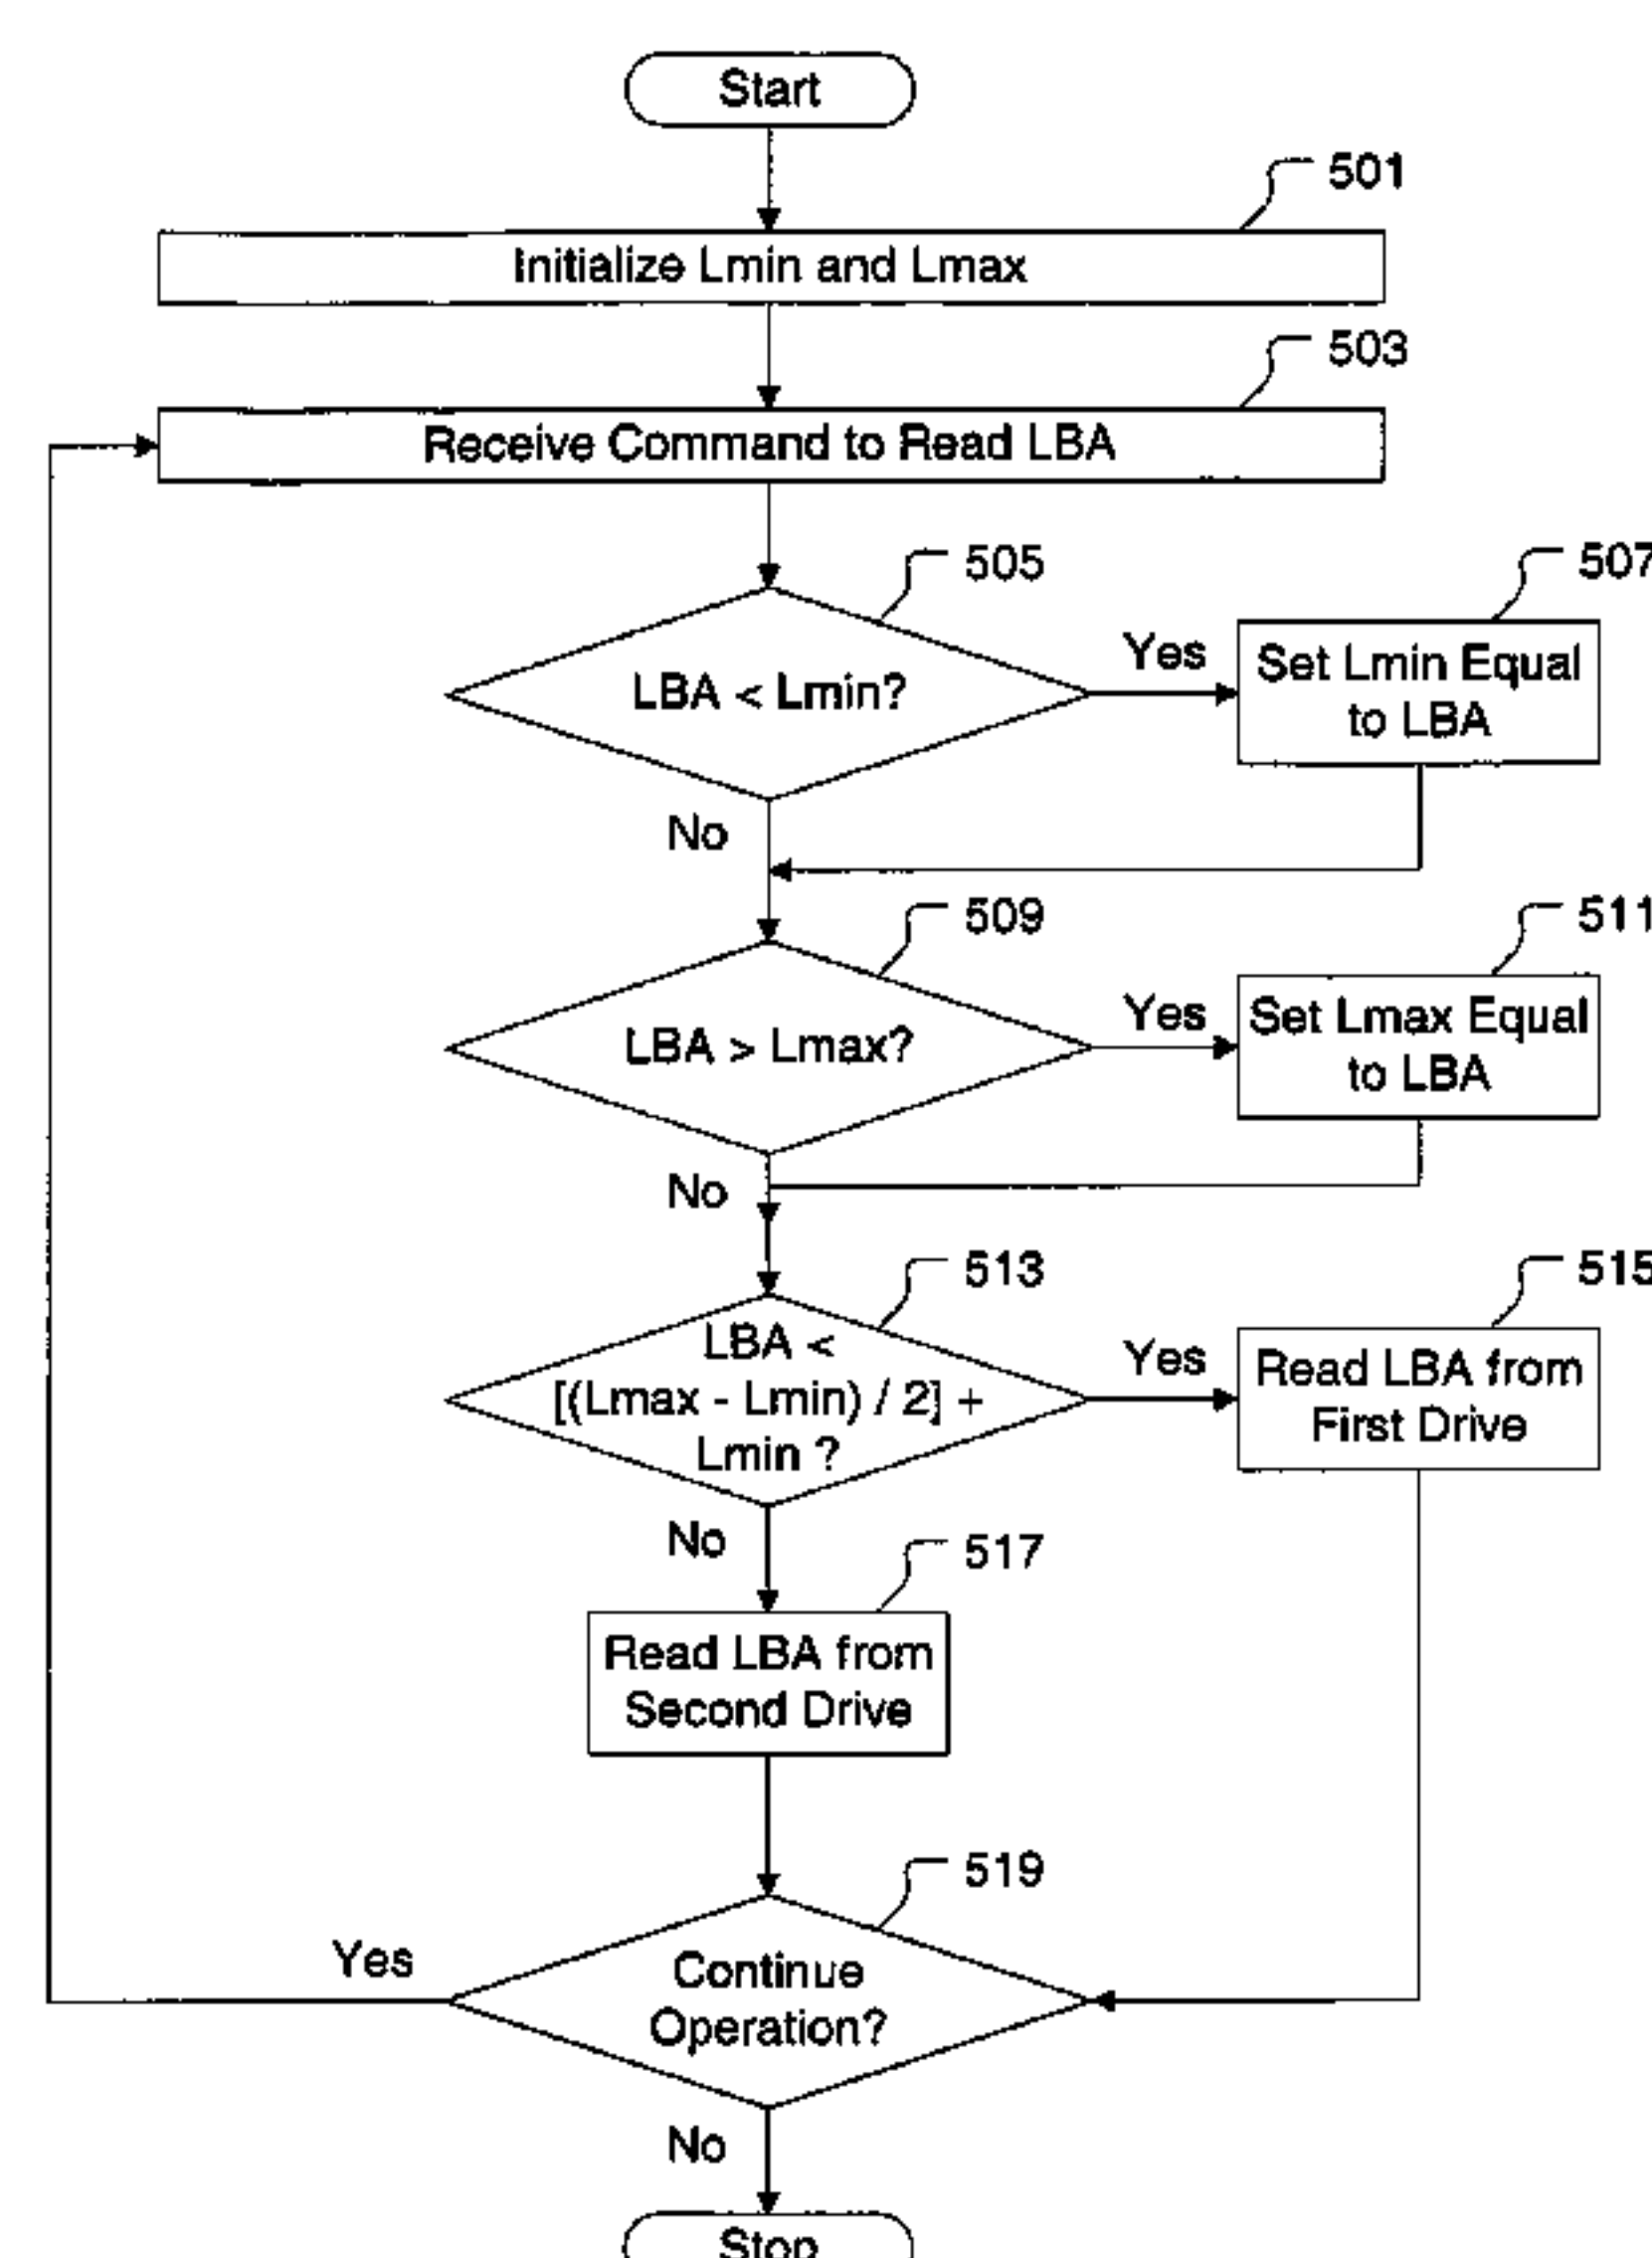 Start
501
Initialize Lmin and Lmax
503
Receive Command to Read LBA
505
507
LBA < Lmin?
Yes
Set Lmin Equal
to LBA
No
509
511
LBA > Lmax?
Yes
Set Lmax Equal
to LBA
No
513
515
LBA <
[(Lmax - Lmin) / 2] +
Lmin ?
Yes
Read LBA from
First Drive
No
517
Read LBA from
Second Drive
519
Yes
Continue
Operation?
No
Stop